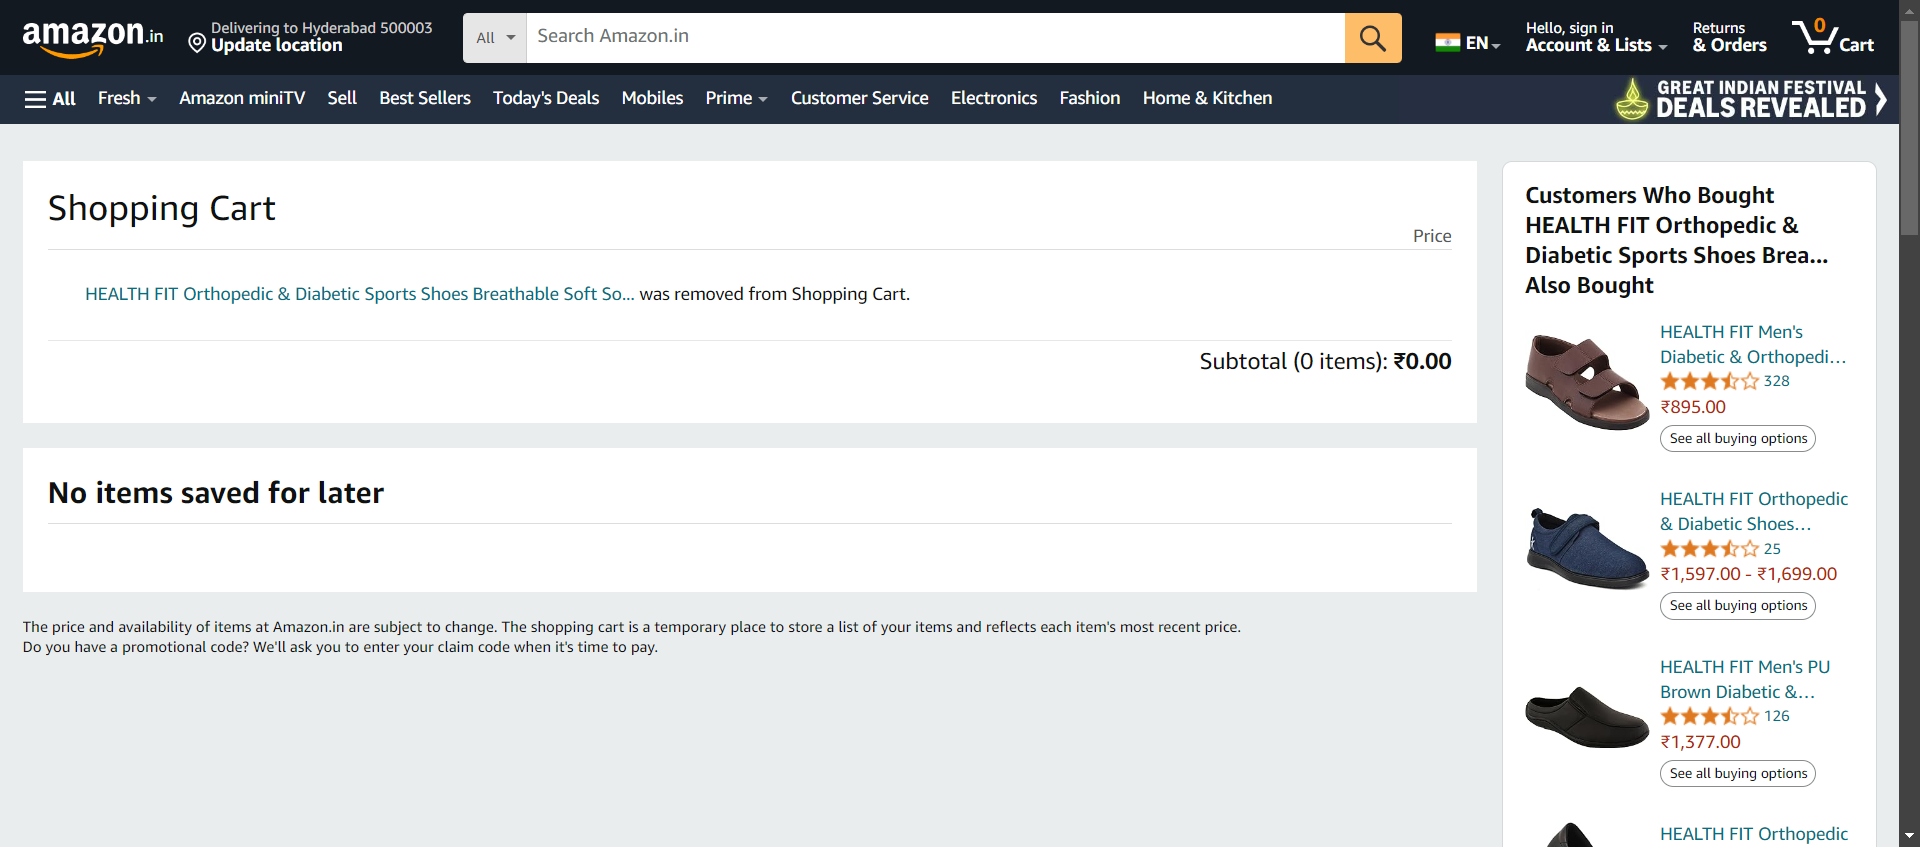 amazon.in
Delivering to Hyderabad 500003
Update location
All
Search Amazon.in
EN
Hello, sign in
Account & Lists
Returns
& Orders
0
Cart
All
Fresh
Amazon miniTV
Sell
Best Sellers
Today's Deals
Mobiles
Prime
Customer Service
Electronics
Fashion
Home & Kitchen
GREAT INDIAN FESTIVAL
DEALS REVEALED
Shopping Cart
Price
HEALTH FIT Orthopedic & Diabetic Sports Shoes Breathable Soft So... was removed from Shopping Cart.
Subtotal (0 items): ₹0.00
No items saved for later
The price and availability of items at Amazon.in are subject to change. The shopping cart is a temporary place to store a list of your items and reflects each item's most recent price.
Do you have a promotional code? We'll ask you to enter your claim code when it's time to pay.
Customers Who Bought
HEALTH FIT Orthopedic &
Diabetic Sports Shoes Brea...
Also Bought
HEALTH FIT Men's
Diabetic & Orthopedi...
328
₹895.00
See all buying options
HEALTH FIT Orthopedic
& Diabetic Shoes...
25
₹1,597.00 - ₹1,699.00
See all buying options
HEALTH FIT Men's PU
Brown Diabetic &...
126
₹1,377.00
See all buying options
HEALTH FIT Orthopedic